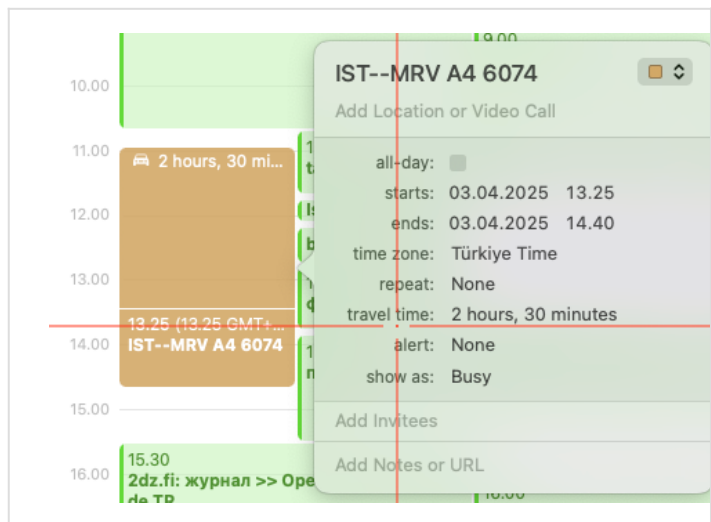 9.00
10.00
11.00
12.00
13.00
14.00
15.00
16.00
2 hours, 30 mi...
13.25 (13.25 GMT+...
IST--MRV A4 6074
15.30
2dz.fi: журнал >> Ope
de TR
IST--MRV A4 6074
Add Location or Video Call
all-day:
starts: 03.04.2025 13.25
ends: 03.04.2025 14.40
time zone: Türkiye Time
repeat: None
travel time: 2 hours, 30 minutes
alert: None
show as: Busy
Add Invitees
Add Notes or URL
16.00